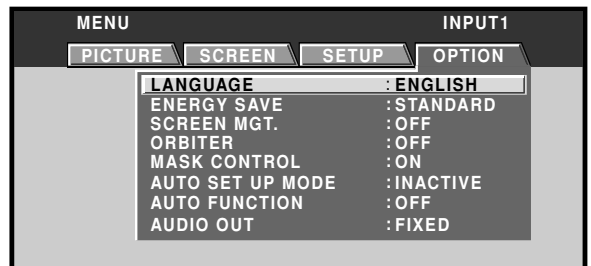 MENU INPUT1
PICTURE SCREEN SETUP OPTION
LANGUAGE :ENGLISH
ENERGY SAVE :STANDARD
SCREEN MGT. :OFF
ORBITER :OFF
MASK CONTROL :ON
AUTO SET UP MODE :INACTIVE
AUTO FUNCTION :OFF
AUDIO OUT :FIXED